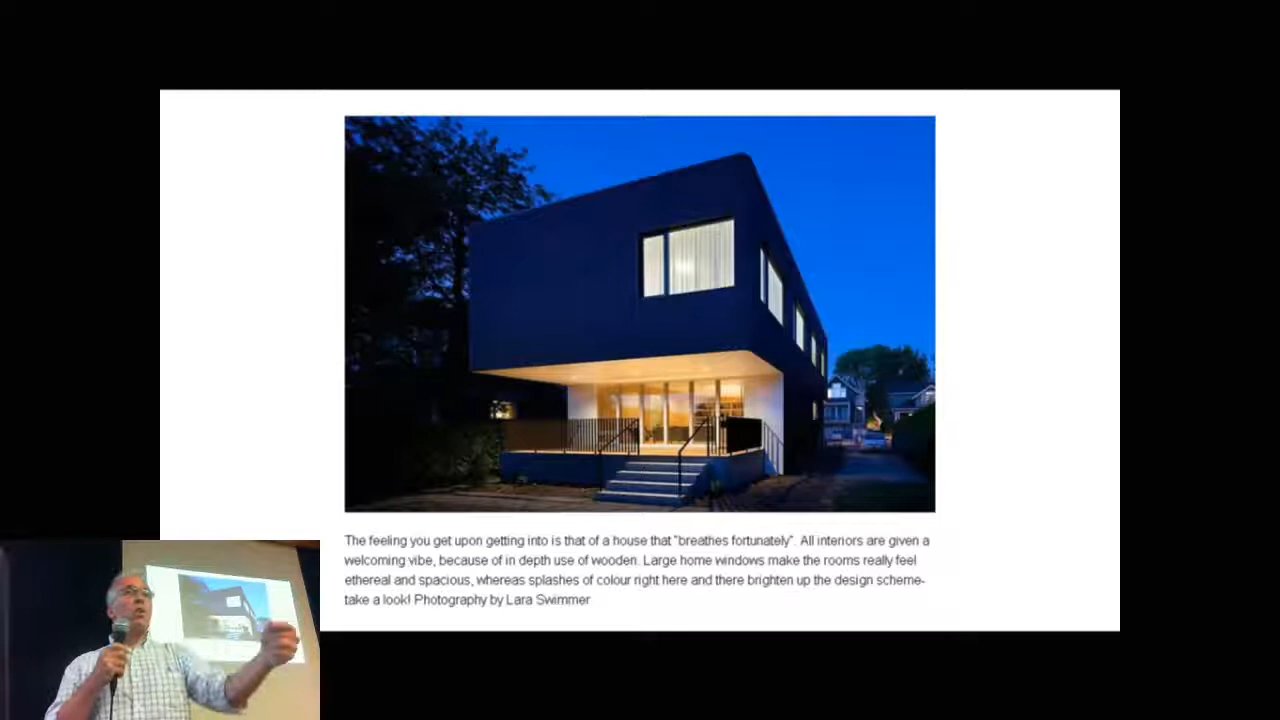 The feeling you get upon getting into is that of a house that "breathes fortunately". All interiors are given a
welcoming vibe, because of in depth use of wooden. Large home windows make the rooms really feel
ethereal and spacious, whereas splashes of colour right here and there brighten up the design scheme-
take a look! Photography by Lara Swimmer